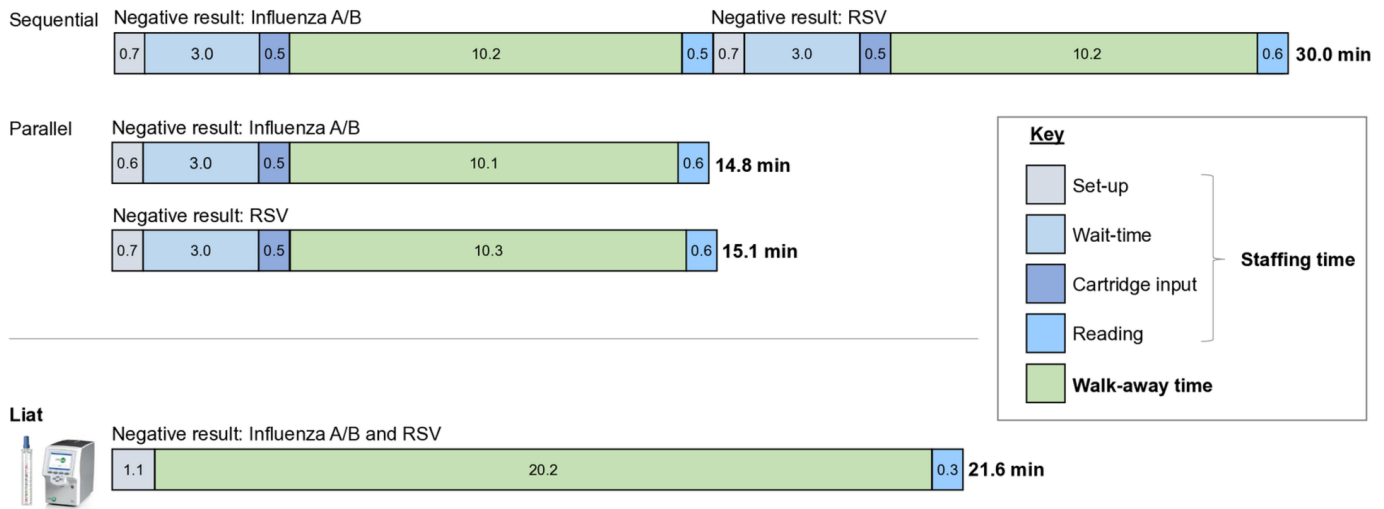 Sequential Negative result: Influenza A/B Negative result: RSV
0.7 3.0 0.5 10.2 0.5 0.7 3.0 0.5 10.2 0.6 30.0 min
Parallel Negative result: Influenza A/B
0.6 3.0 0.5 10.1 0.6 14.8 min
Negative result: RSV
0.7 3.0 0.5 10.3 0.6 15.1 min
Key
Set-up
Wait-time
Staffing time
Cartridge input
Reading
Walk-away time
Liat
Negative result: Influenza A/B and RSV
1.1 20.2 0.3 21.6 min